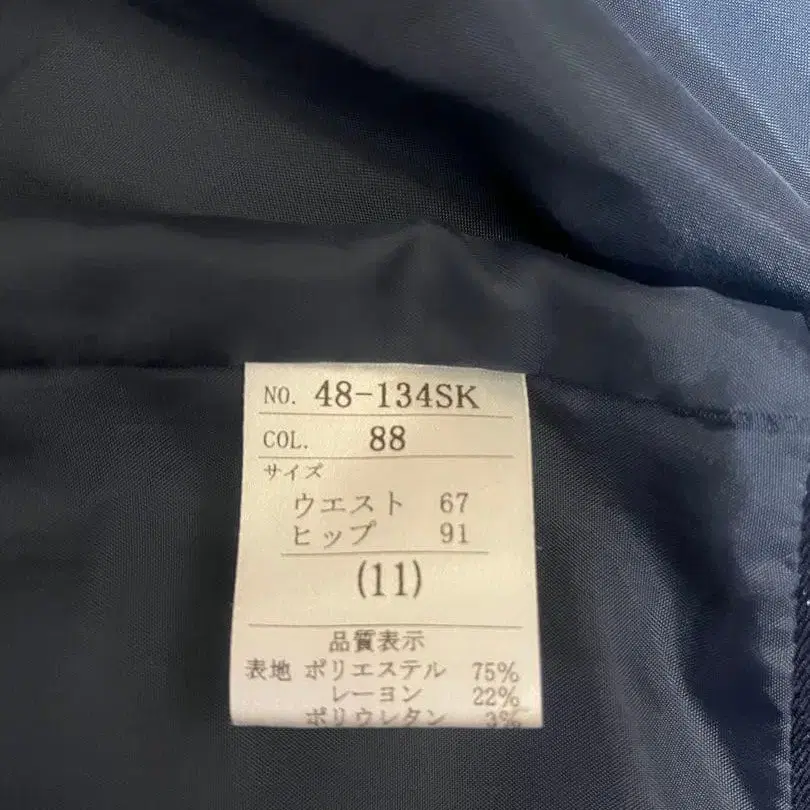 NO. 48-134SK
COL. 88
サイズ
ウエスト 67
ヒップ 91
(11)
品質表示
表地 ポリエステル 75%
レーヨン 22%
ポリウレタン 3%